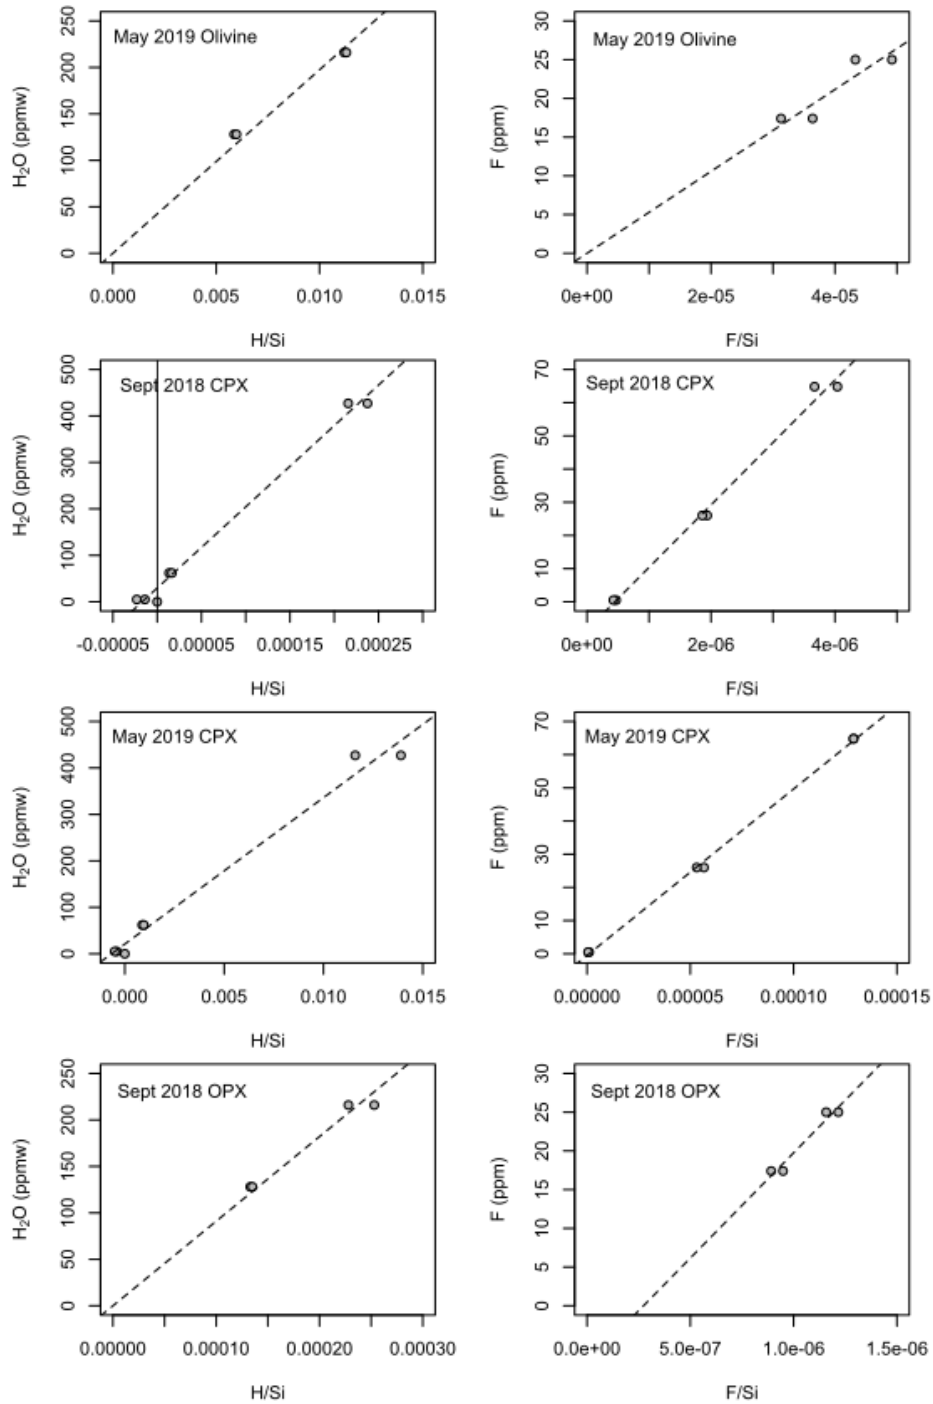 May 2019 Olivine
H₂O (ppmw)
0 50 100 150 200 250
0.000 0.005 0.010 0.015
H/Si
May 2019 Olivine
F (ppm)
0 5 10 15 20 25 30
0e+00 2e-05 4e-05
F/Si
Sept 2018 CPX
H₂O (ppmw)
0 100 200 300 400 500
-0.00005 0.00005 0.00015 0.00025
H/Si
Sept 2018 CPX
F (ppm)
0 10 30 50 70
0e+00 2e-06 4e-06
F/Si
May 2019 CPX
H₂O (ppmw)
0 100 200 300 400 500
0.000 0.005 0.010 0.015
H/Si
May 2019 CPX
F (ppm)
0 10 30 50 70
0.00000 0.00005 0.00010 0.00015
F/Si
Sept 2018 OPX
H₂O (ppmw)
0 50 100 150 200 250
0.00000 0.00010 0.00020 0.00030
H/Si
Sept 2018 OPX
F (ppm)
0 5 10 15 20 25 30
0.0e+00 5.0e-07 1.0e-06 1.5e-06
F/Si